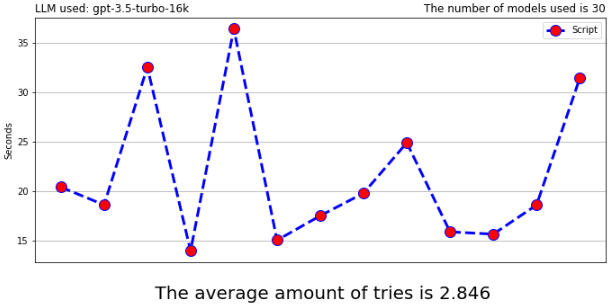 LLM used: gpt-3.5-turbo-16k
The number of models used is 30
Script
Seconds
35
30
25
20
15
The average amount of tries is 2.846